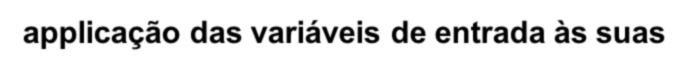 applicação das variáveis de entrada às suas